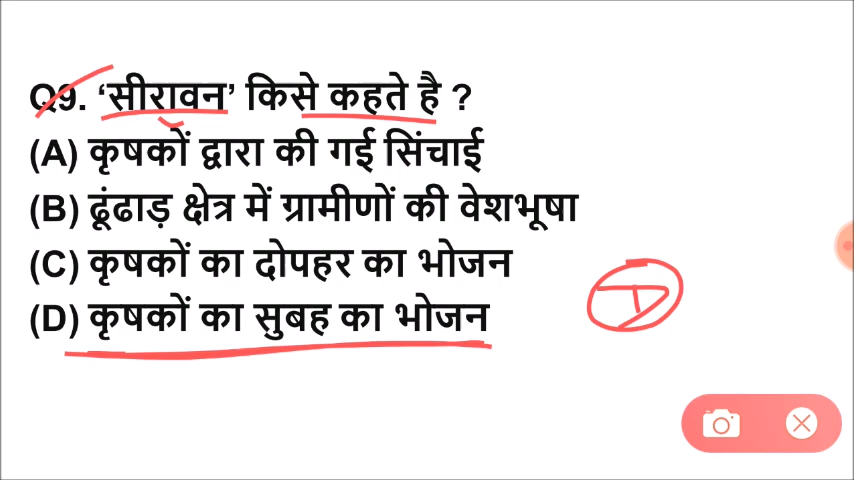 Q9. ‘सीरावन’ किसे कहते है ?
(A) कृषकों द्वारा की गई सिंचाई
(B) ढूंढाड़ क्षेत्र में ग्रामीणों की वेशभूषा
(C) कृषकों का दोपहर का भोजन
(D) कृषकों का सुबह का भोजन
D